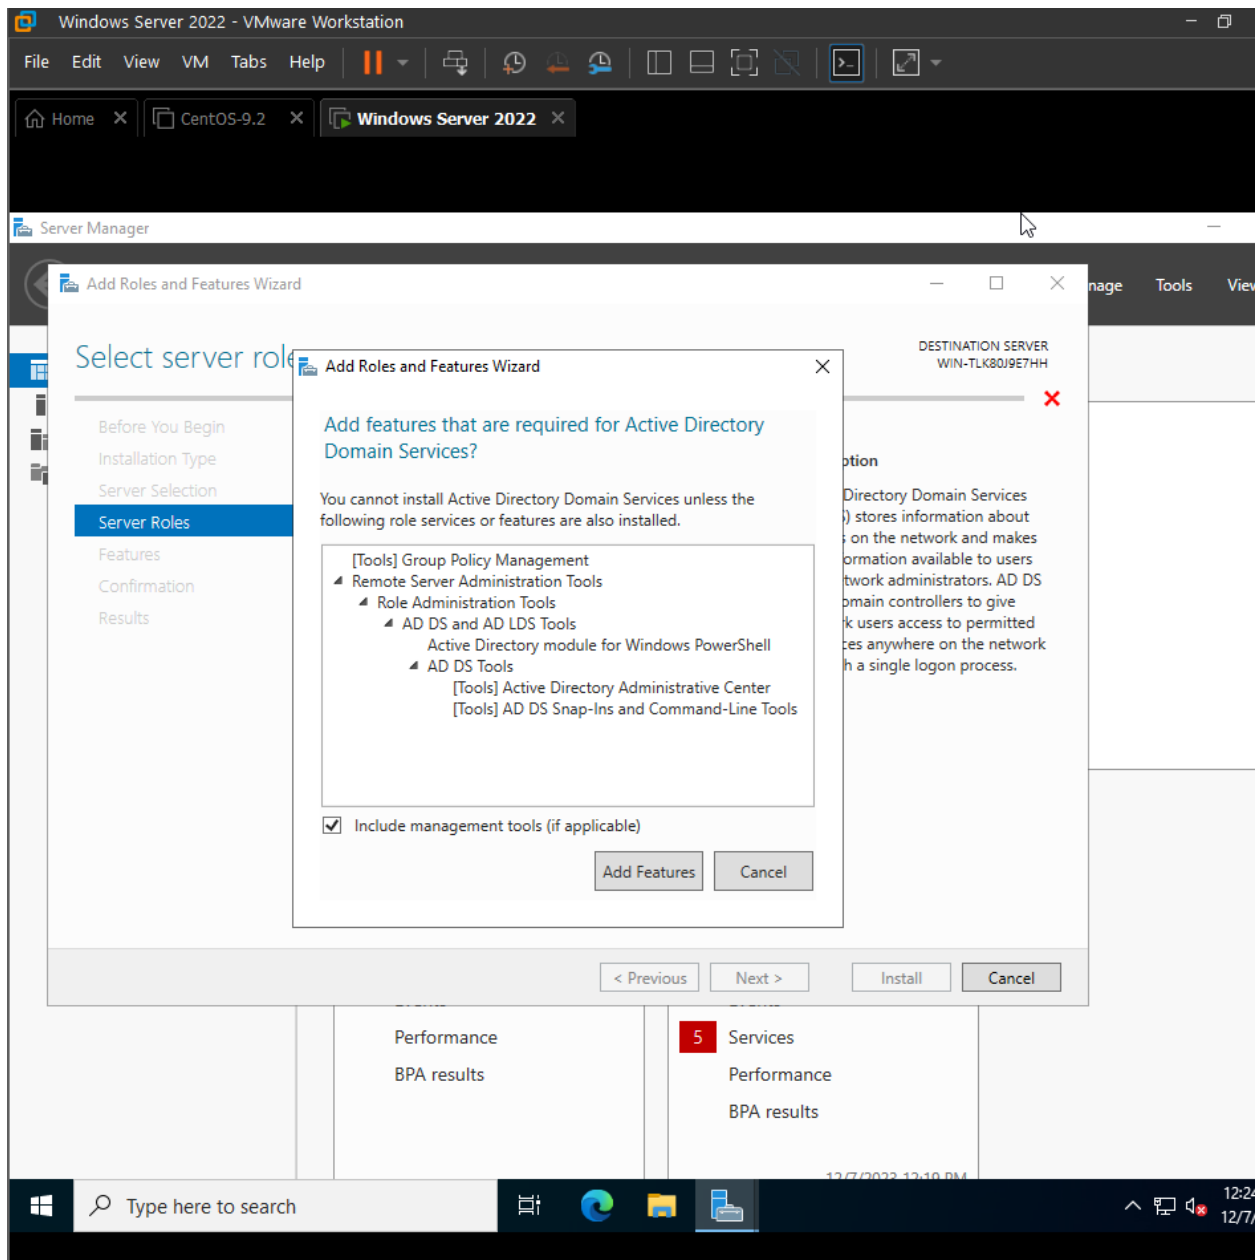 Windows Server 2022 - VMware Workstation
File Edit View VM Tabs Help
Home CentOS-9.2 Windows Server 2022
Server Manager
Add Roles and Features Wizard
Tools
Select server
DESTINATION SERVER
WIN-TLK80J9E7HH
Add Roles and Features Wizard
Before You Begin
Installation Type
Server Selection
Server Roles
Features
Confirmation
Results
Add features that are required for Active Directory
Domain Services?
You cannot install Active Directory Domain Services unless the
following role services or features are also installed.
[Tools] Group Policy Management
Remote Server Administration Tools
Role Administration Tools
AD DS and AD LDS Tools
Active Directory module for Windows PowerShell
AD DS Tools
[Tools] Active Directory Administrative Center
[Tools] AD DS Snap-Ins and Command-Line Tools
Include management tools (if applicable)
Add Features Cancel
Directory Domain Services
stores information about
on the network and makes
available to users
administrators. AD DS
controllers to give
users access to permitted
anywhere on the network
a single logon process.
< Previous Next > Install Cancel
Performance
BPA results
5 Services
Performance
BPA results
12/7/2023 12:19 PM
Type here to search
12:24
12/7/